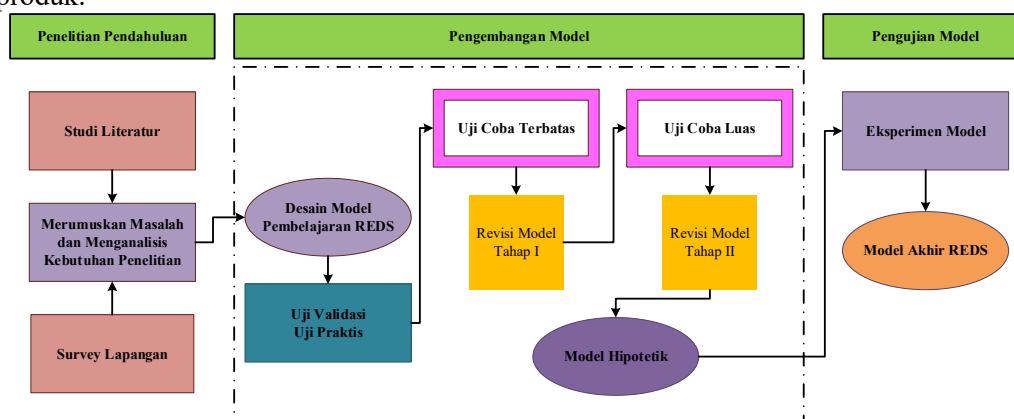 produk.
Penelitian Pendahuluan
Pengembangan Model
Pengujian Model
Studi Literatur
Merumuskan Masalah
dan Menganalisis
Kebutuhan Penelitian
Survey Lapangan
Desain Model
Pembelajaran REDS
Uji Validasi
Uji Praktis
Uji Coba Terbatas
Revisi Model
Tahap I
Uji Coba Luas
Revisi Model
Tahap II
Model Hipotetik
Eksperimen Model
Model Akhir REDS